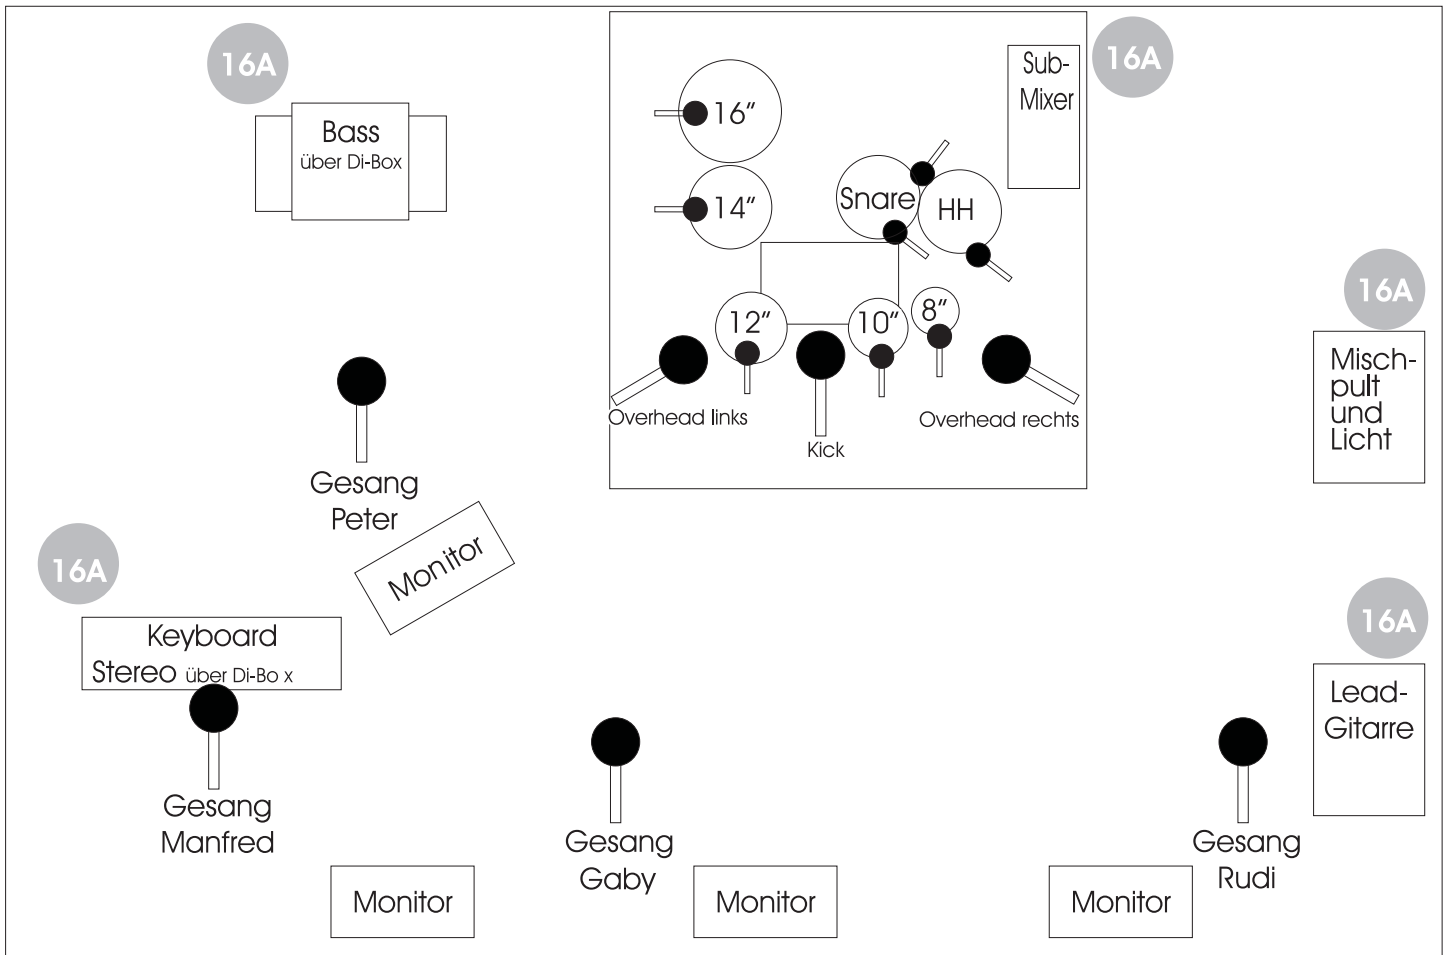 16A
Bass
über Di-Box
16"
14"
Snare
HH
12"
10"
8"
Overhead links
Kick
Overhead rechts
Sub-
Mixer
16A
16A
Misch-
pult
und
Licht
Gesang
Peter
Monitor
16A
Keyboard
Stereo über Di-Bo x
Gesang
Manfred
Monitor
Gesang
Gaby
Monitor
16A
Lead-
Gitarre
Gesang
Rudi
Monitor